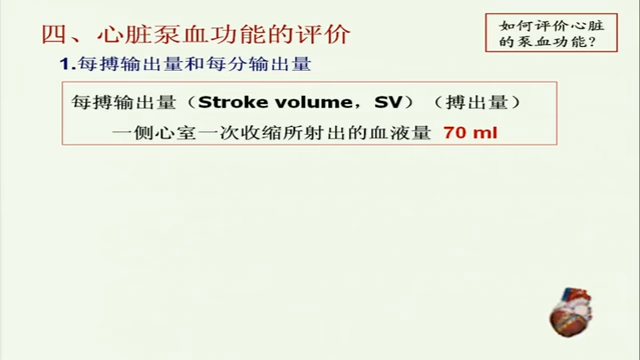 四、心脏泵血功能的评价
如何评价心脏
的泵血功能？
1.每搏输出量和每分输出量
每搏输出量（Stroke volume，SV）（搏出量）
一侧心室一次收缩所射出的血液量 70 ml